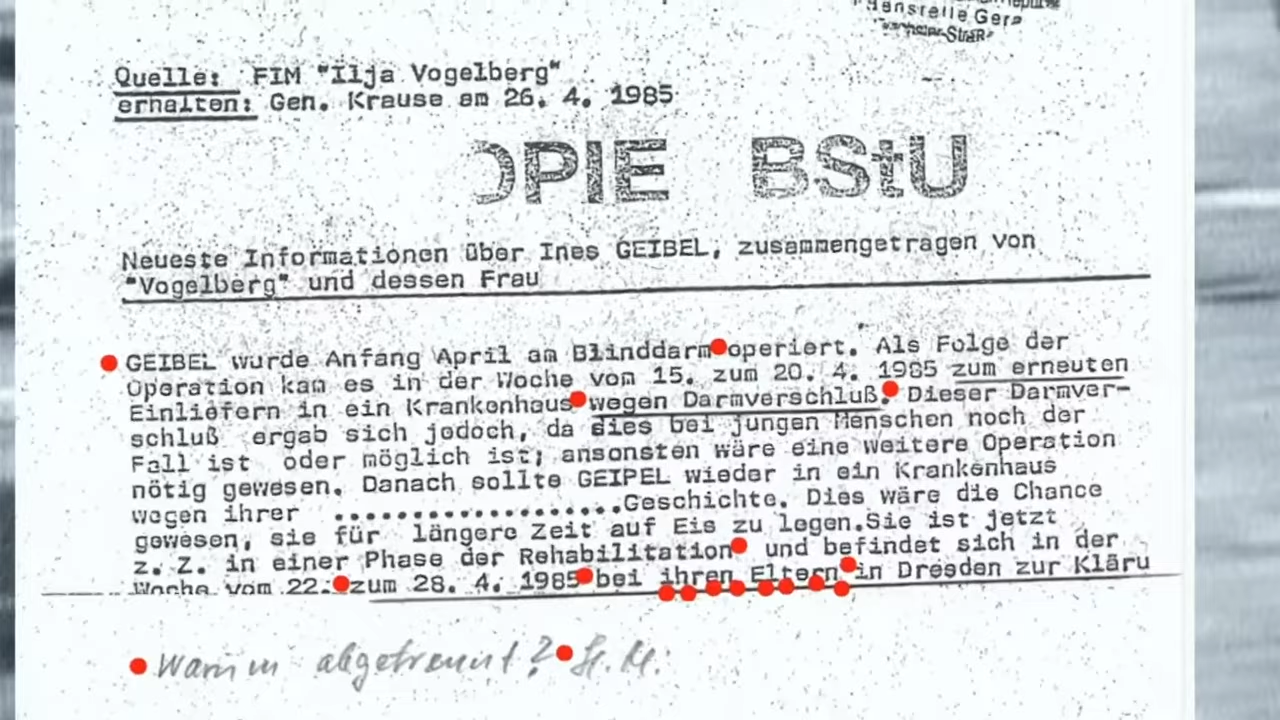 Dienststelle Gera
Quelle: FIM "Ilja Vogelberg"
erhalten: Gen. Krause am 26. 4. 1985
OPIE BStU
Neueste Informationen über Ines GEIBEL, zusammengetragen von
"Vogelberg" und dessen Frau
GEIBEL wurde Anfang April am Blinddarm operiert. Als Folge der
Operation kam es in der Woche vom 15. zum 20. 4. 1985 zum erneuten
Einliefern in ein Krankenhaus wegen Darmverschluß. Dieser Darmver-
schluß ergab sich jedoch, da dies bei jungen Menschen noch der
Fall ist oder möglich ist; ansonsten wäre eine weitere Operation
nötig gewesen. Danach sollte GEIPEL wieder in ein Krankenhaus
wegen ihrer ....................Geschichte. Dies wäre die Chance
gewesen, sie für längere Zeit auf Eis zu legen.Sie ist jetzt
z. Z. in einer Phase der Rehabilitation und befindet sich in der
Woche vom 22. zum 28. 4. 1985 bei ihren Eltern in Dresden zur Kläru
Warum abgetrennt?